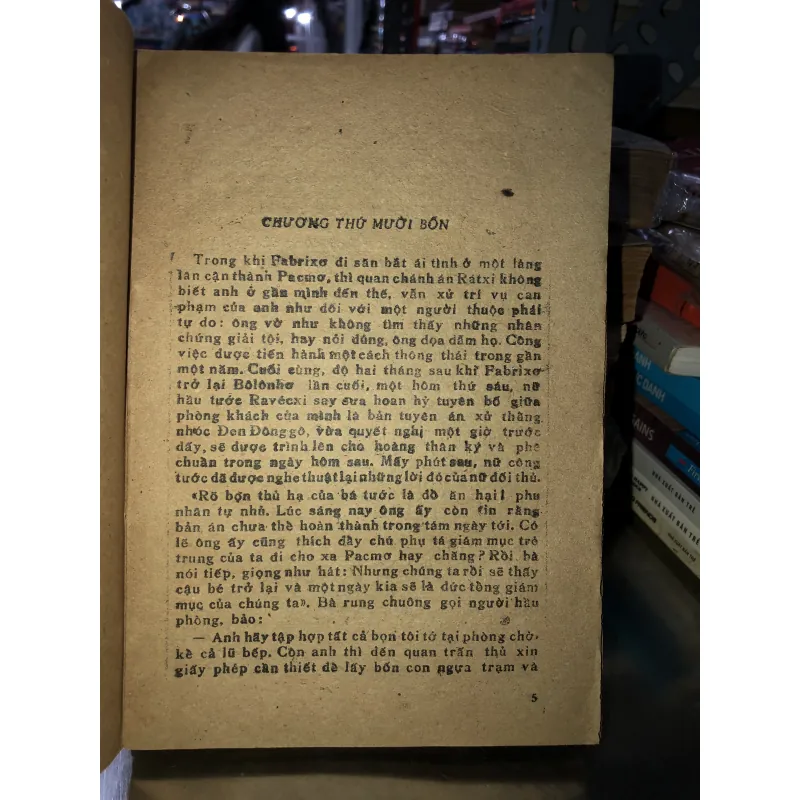 CHƯƠNG THỨ MƯỜI BỐN
Trong khi Fabrixơ đi săn bắt ái tình ở một làng
lân cận thành Pacmơ, thì quan chánh án Rátxi không
biết anh ở gần mình đến thế, vẫn xử trí vụ can
phạm của anh như đối với một người thuộc phái
tự do: ông vờ như không tìm thấy những nhân
chứng giải tội, hay nói đúng, ông dọa dẫm họ. Công
việc được tiến hành một cách thông thái trong gần
một năm. Cuối cùng, độ hai tháng sau khi Fabrixơ
trở lại Bôlônhơ lần cuối, một hôm thứ sáu, nữ
hầu tước Ravécxi say sưa hoan hỷ tuyên bố giữa
phòng khách của mình là bản tuyên án xử thằng
nhóc Đen Đônggô, vừa quyết nghị một giờ trước
đấy, sẽ được trình lên cho hoàng thân ký và phê
chuẩn trong ngày hôm sau. Mấy phút sau, nữ công
tước đã được nghe thuật lại những lời đó của nữ đối thủ.
«Rõ bọn thủ hạ của bá tước là đồ ăn hại! phu
nhân tự nhủ. Lúc sáng nay ông ấy còn tin rằng
bản án chưa thể hoàn thành trong tám ngày tới. Có
lẽ ông ấy cũng thích đầy chú phụ tá giám mục trẻ
trung của ta đi cho xa Pacmơ hay chăng? Rồi, bà
nói tiếp, giọng như hát: Nhưng chúng ta rồi sẽ thấy
cậu bé trở lại và một ngày kia sẽ là đức tổng giám
mục của chúng ta». Bà rung chuông gọi người hầu
phòng, bảo:
— Anh hãy tập hợp tất cả bọn tôi tớ tại phòng chờ,
kể cả lũ bếp. Còn anh thì đến quan trấn thủ xin
giấy phép cần thiết để lấy bốn con ngựa trạm và
5